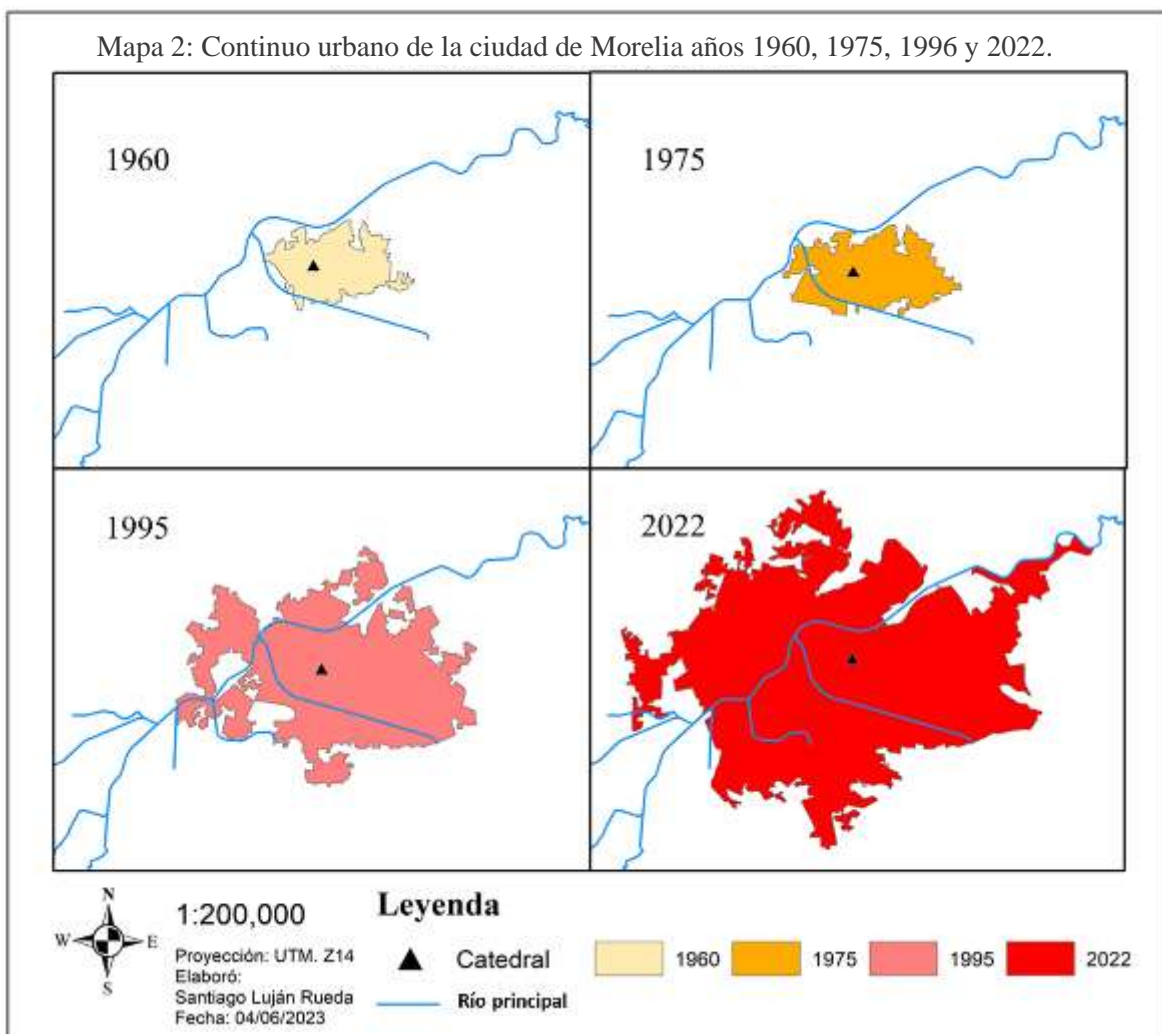 Mapa 2: Continuo urbano de la ciudad de Morelia años 1960, 1975, 1996 y 2022.
1960
1975
1995
2022
N
W
E
S
1:200,000
Proyección: UTM. Z14
Elaboró:
Santiago Luján Rueda
Fecha: 04/06/2023
Leyenda
Catedral
Río principal
1960
1975
1995
2022